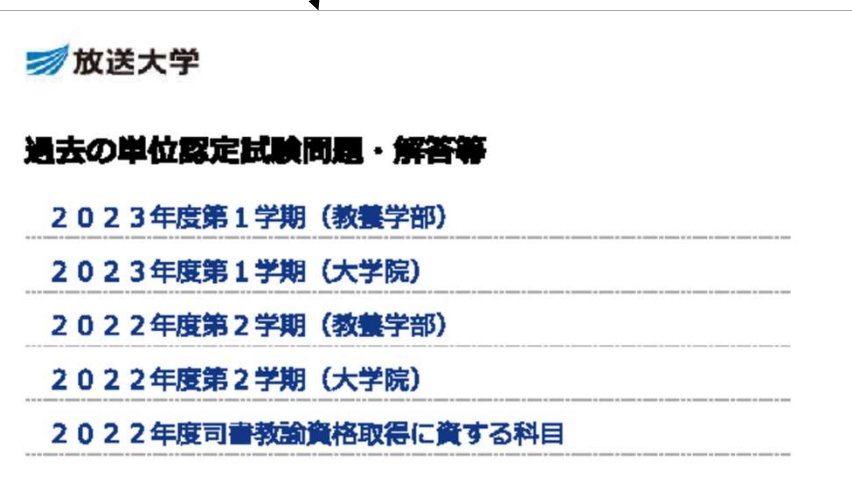 放送大学
過去の単位認定試験問題・解答等
２０２３年度第１学期（教養学部）
２０２３年度第１学期（大学院）
２０２２年度第２学期（教養学部）
２０２２年度第２学期（大学院）
２０２２年度司書教諭資格取得に資する科目